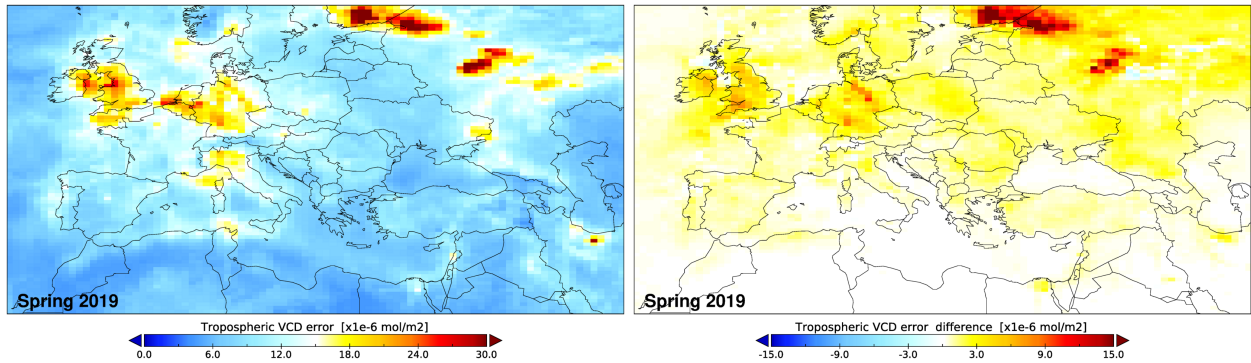 Spring 2019
Spring 2019
Tropospheric VCD error [x1e-6 mol/m2]
0.0 6.0 12.0 18.0 24.0 30.0
Tropospheric VCD error difference [x1e-6 mol/m2]
-15.0 -9.0 -3.0 3.0 9.0 15.0